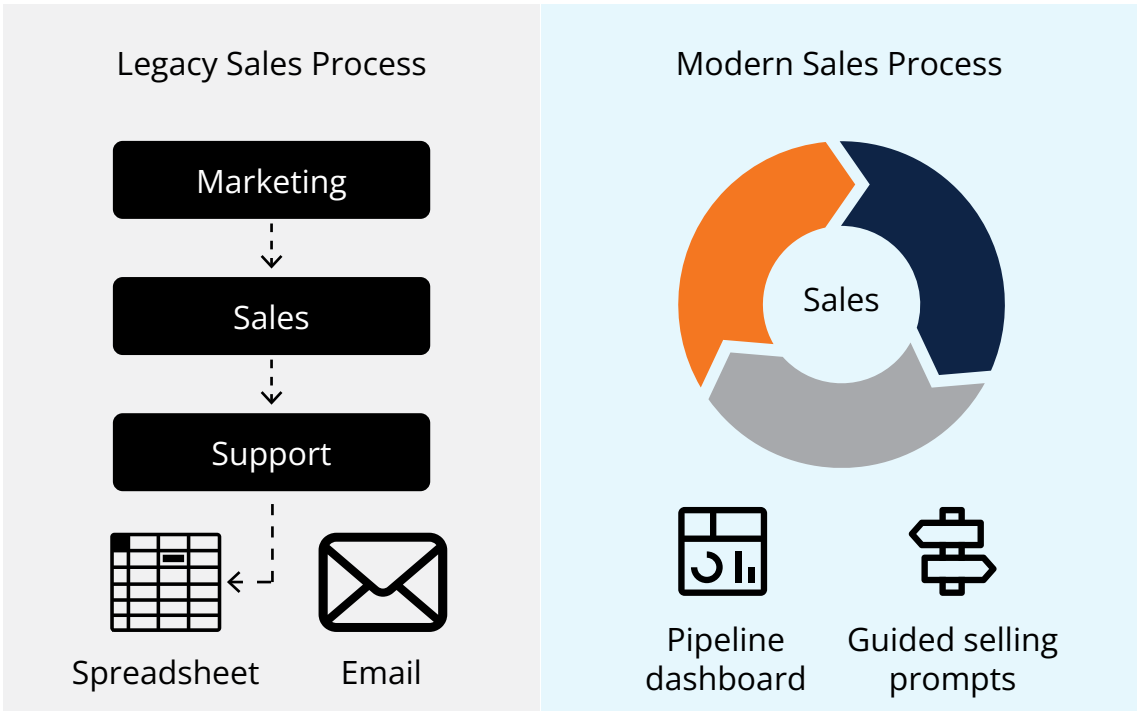 Legacy Sales Process
Marketing
Sales
Support
Spreadsheet
Email
Modern Sales Process
Sales
Pipeline
dashboard
Guided selling
prompts